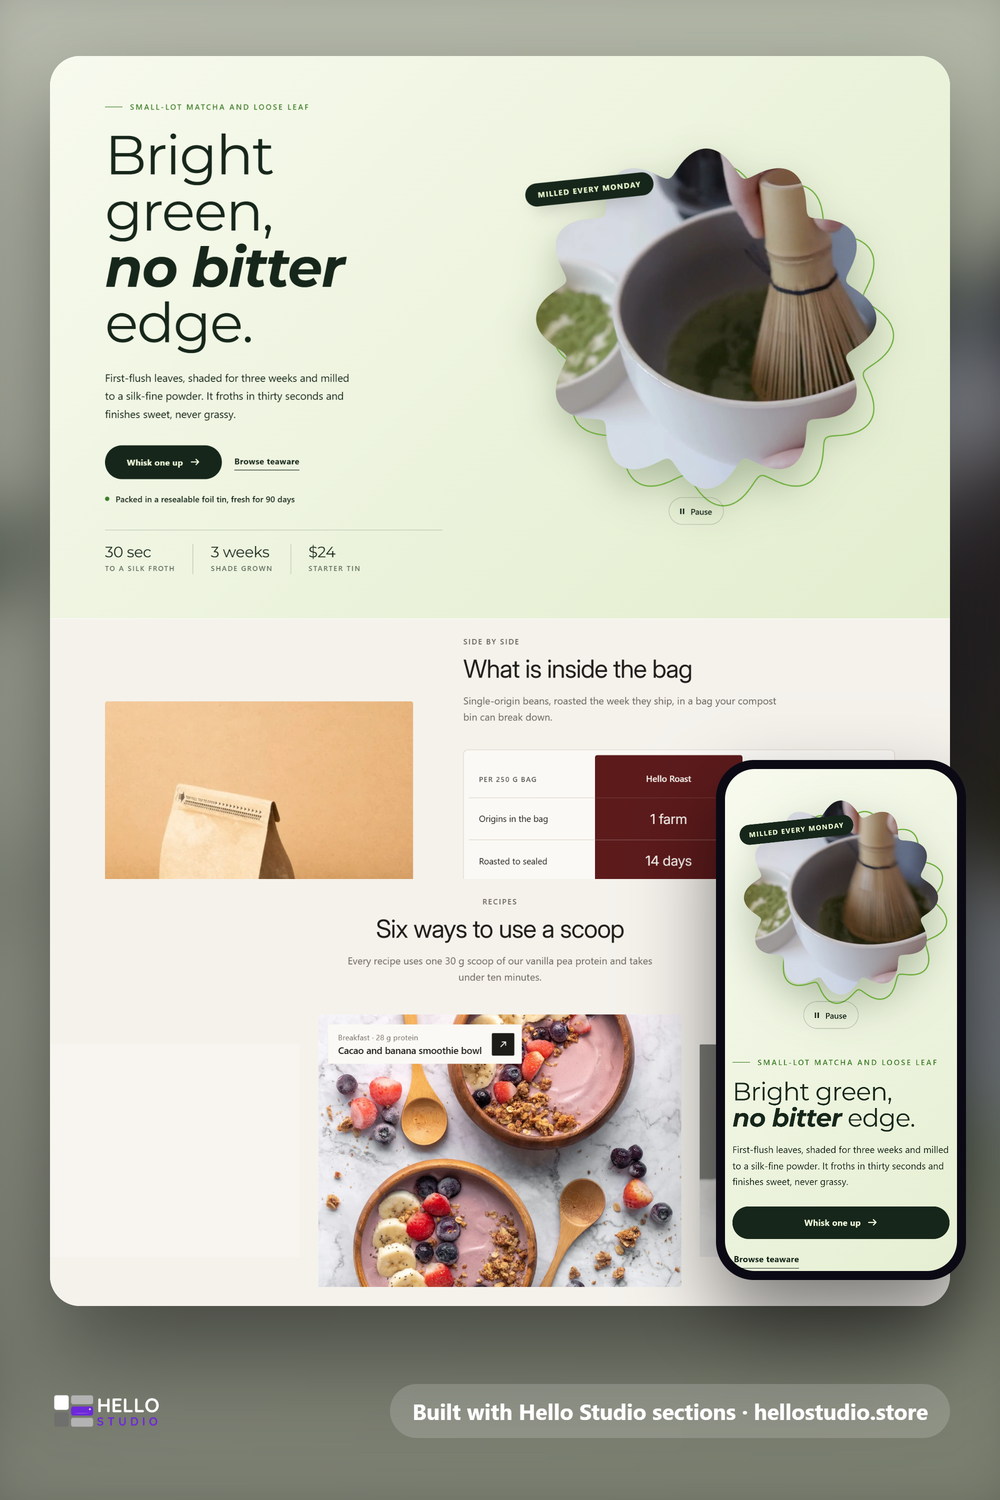 SMALL-LOT MATCHA AND LOOSE LEAF
Bright
green,
no bitter
edge.
First-flush leaves, shaded for three weeks and milled
to a silk-fine powder. It froths in thirty seconds and
finishes sweet, never grassy.
Whisk one up →
Browse teaware
Packed in a resealable foil tin, fresh for 90 days
30 sec
TO A SILK FROTH
3 weeks
SHADE GROWN
$24
STARTER TIN
MILLED EVERY MONDAY
Pause
SIDE BY SIDE
What is inside the bag
Single-origin beans, roasted the week they ship, in a bag your compost
bin can break down.
PER 250 G BAG
Hello Roast
Origins in the bag
1 farm
Roasted to sealed
14 days
RECIPES
Six ways to use a scoop
Every recipe uses one 30 g scoop of our vanilla pea protein and takes
under ten minutes.
Breakfast · 28 g protein
Cacao and banana smoothie bowl
MILLED EVERY MONDAY
Pause
SMALL-LOT MATCHA AND LOOSE LEAF
Bright green,
no bitter edge.
First-flush leaves, shaded for three weeks and milled
to a silk-fine powder. It froths in thirty seconds and
finishes sweet, never grassy.
Whisk one up →
Browse teaware
HELLO
STUDIO
Built with Hello Studio sections · hellostudio.store